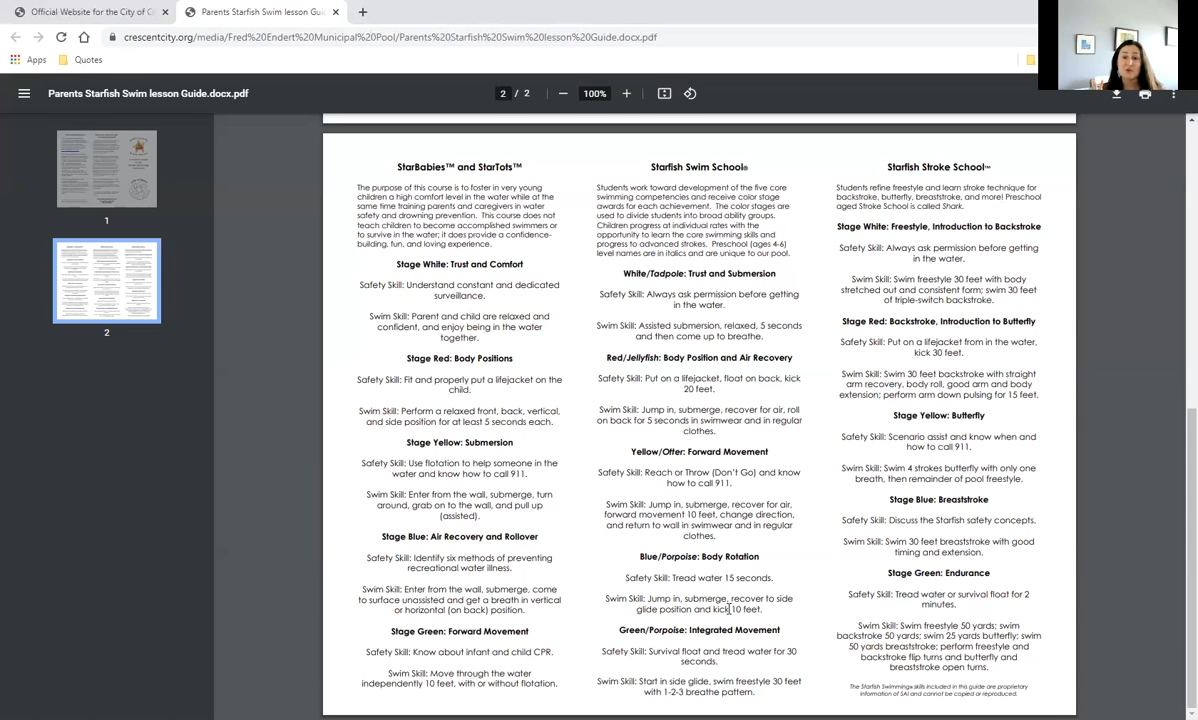 Official Website for the City of C
Parents Starfish Swim lesson Gui
crescentcity.org/media/Fred%20Endert%20Municipal%20Pool/Parents%20Starfish%20Swim%20lesson%20Guide.docx.pdf
Apps
Quotes
Parents Starfish Swim lesson Guide.docx.pdf
2 / 2
100%
1
2
StarBabies™ and StarTots™
The purpose of this course is to foster in very young
children a high comfort level in the water while at the
same time training parents and caregivers in water
safety and drowning prevention. This course does not
teach children to become accomplished swimmers or
to survive in the water; it does provide a confidence-
building, fun, and loving experience.
Stage White: Trust and Comfort
Safety Skill: Understand constant and dedicated
surveillance.
Swim Skill: Parent and child are relaxed and
confident, and enjoy being in the water
together.
Stage Red: Body Positions
Safety Skill: Fit and properly put a lifejacket on the
child.
Swim Skill: Perform a relaxed front, back, vertical,
and side position for at least 5 seconds each.
Stage Yellow: Submersion
Safety Skill: Use flotation to help someone in the
water and know how to call 911.
Swim Skill: Enter from the wall, submerge, turn
around, grab on to the wall, and pull up
(assisted).
Stage Blue: Air Recovery and Rollover
Safety Skill: Identify six methods of preventing
recreational water illness.
Swim Skill: Enter from the wall, submerge, come
to surface unassisted and get a breath in vertical
or horizontal (on back) position.
Stage Green: Forward Movement
Safety Skill: Know about infant and child CPR.
Swim Skill: Move through the water
independently 10 feet, with or without flotation.
Starfish Swim School®
Students work toward development of the five core
swimming competencies and receive color stage
awards for each achievement. The color stages are
used to divide students into broad ability groups.
Children progress at individual rates with the
opportunity to learn the core swimming skills and
progress to advanced strokes. Preschool (ages 4-6)
level names are in italics and are unique to our pool.
White/Tadpole: Trust and Submersion
Safety Skill: Always ask permission before getting
in the water.
Swim Skill: Assisted submersion, relaxed, 5 seconds
and then come up to breathe.
Red/Jellyfish: Body Position and Air Recovery
Safety Skill: Put on a lifejacket, float on back, kick
20 feet.
Swim Skill: Jump in, submerge, recover for air, roll
on back for 5 seconds in swimwear and in regular
clothes.
Yellow/Otter: Forward Movement
Safety Skill: Reach or Throw (Don't Go) and know
how to call 911.
Swim Skill: Jump in, submerge, recover for air,
forward movement 10 feet, change direction,
and return to wall in swimwear and in regular
clothes.
Blue/Porpoise: Body Rotation
Safety Skill: Tread water 15 seconds.
Swim Skill: Jump in, submerge, recover to side
glide position and kick 10 feet.
Green/Porpoise: Integrated Movement
Safety Skill: Survival float and tread water for 30
seconds.
Swim Skill: Start in side glide, swim freestyle 30 feet
with 1-2-3 breathe pattern.
Starfish Stroke School™
Students refine freestyle and learn stroke technique for
backstroke, butterfly, breaststroke, and more! Preschool
aged Stroke School is called Shark.
Stage White: Freestyle, Introduction to Backstroke
Safety Skill: Always ask permission before getting
in the water.
Swim Skill: Swim freestyle 30 feet with body
stretched out and consistent form; swim 30 feet
of triple-switch backstroke.
Stage Red: Backstroke, Introduction to Butterfly
Safety Skill: Put on a lifejacket from in the water,
kick 30 feet.
Swim Skill: Swim 30 feet backstroke with straight
arm recovery, body roll, good arm and body
extension; perform arm down pulsing for 15 feet.
Stage Yellow: Butterfly
Safety Skill: Scenario assist and know when and
how to call 911.
Swim Skill: Swim 4 strokes butterfly with only one
breath, then remainder of pool freestyle.
Stage Blue: Breaststroke
Safety Skill: Discuss the Starfish safety concepts.
Swim Skill: Swim 30 feet breaststroke with good
timing and extension.
Stage Green: Endurance
Safety Skill: Tread water or survival float for 2
minutes.
Swim Skill: Swim freestyle 50 yards; swim
backstroke 50 yards; swim 25 yards butterfly; swim
50 yards breaststroke; perform freestyle and
backstroke flip turns and butterfly and
breaststroke open turns.
The Starfish Swimming® skills included in this guide are proprietary
information of SAI and cannot be copied or reproduced.